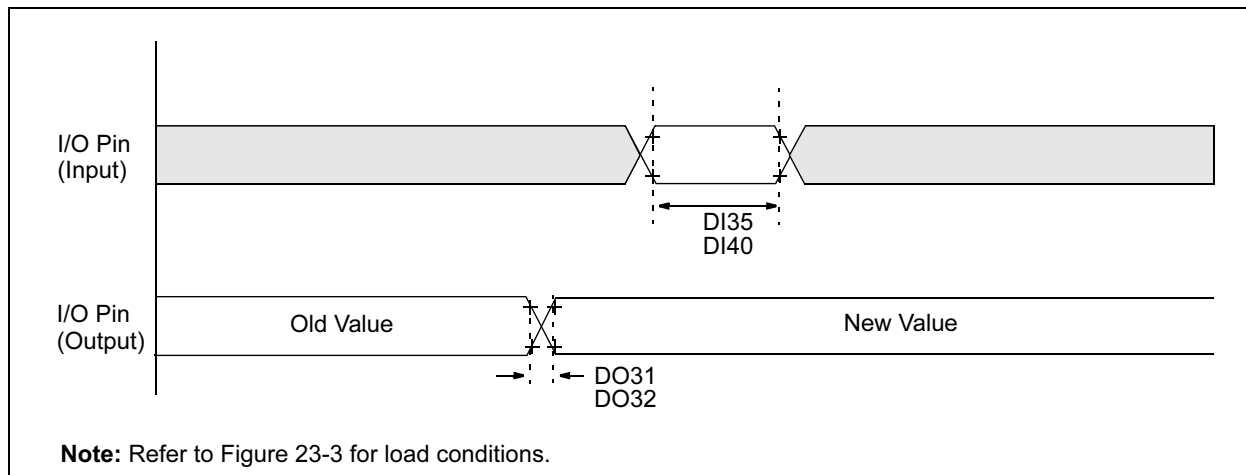 I/O Pin
(Input)
DI35
DI40
I/O Pin
(Output)
Old Value
New Value
DO31
DO32
Note: Refer to Figure 23-3 for load conditions.